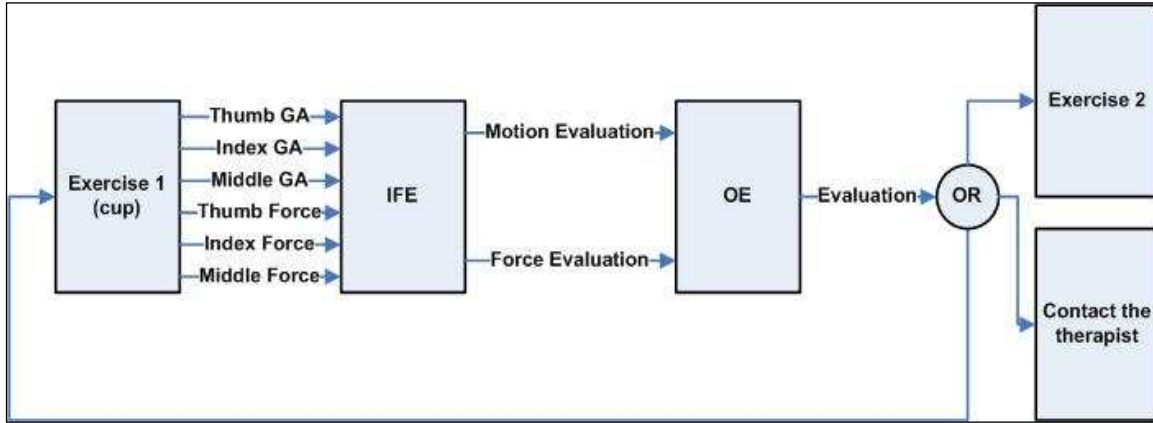 Exercise 1
(cup)
Thumb GA
Index GA
Middle GA
Thumb Force
Index Force
Middle Force
IFE
Motion Evaluation
Force Evaluation
OE
Evaluation
OR
Exercise 2
Contact the
therapist